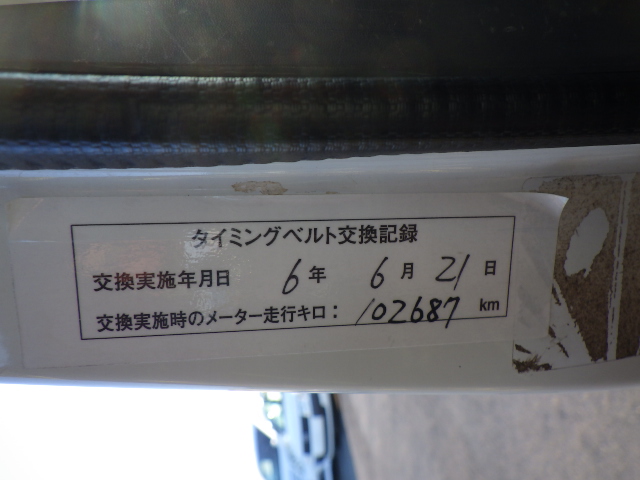 タイミングベルト交換記録
交換実施年月日 6年 6月 21日
交換実施時のメーター走行キロ: 102687 km